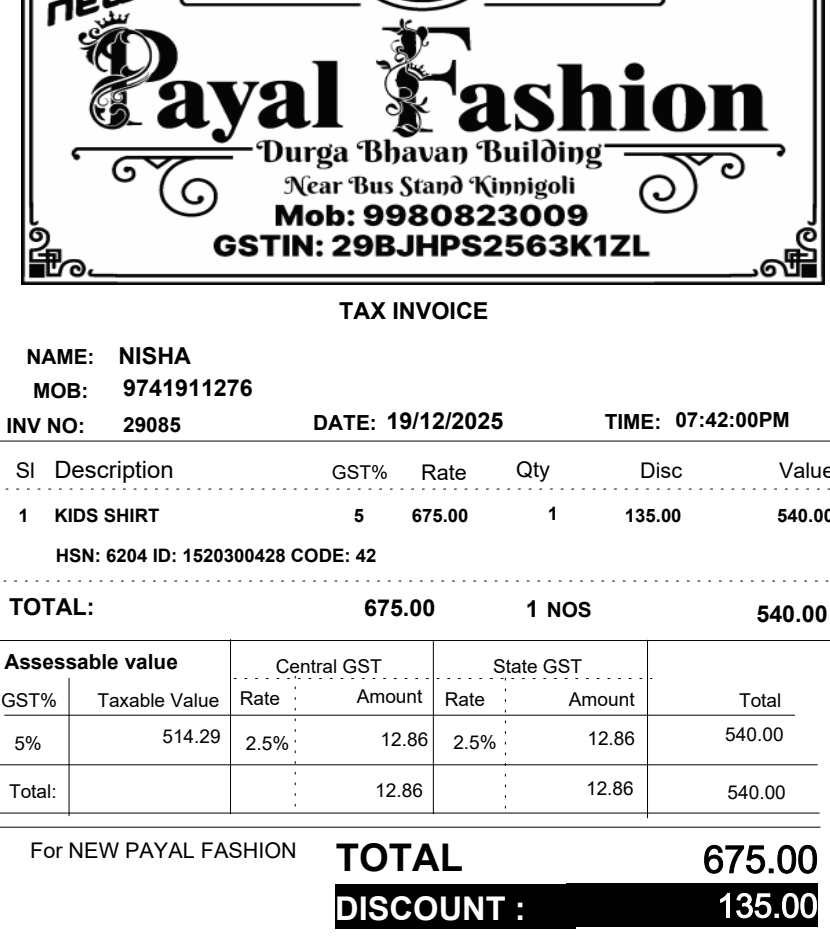 new
Payal Fashion
Durga Bhavan Building
Near Bus Stand Kinnigoli
Mob: 9980823009
GSTIN: 29BJHPS2563K1ZL
TAX INVOICE
NAME: NISHA
MOB: 9741911276
INV NO: 29085 DATE: 19/12/2025 TIME: 07:42:00PM
Sl Description GST% Rate Qty Disc Value
1 KIDS SHIRT 5 675.00 1 135.00 540.00
HSN: 6204 ID: 1520300428 CODE: 42
TOTAL: 675.00 1 NOS 540.00
Assessable value Central GST State GST
GST% Taxable Value Rate Amount Rate Amount Total
5% 514.29 2.5% 12.86 2.5% 12.86 540.00
Total: 12.86 12.86 540.00
For NEW PAYAL FASHION TOTAL 675.00
DISCOUNT : 135.00